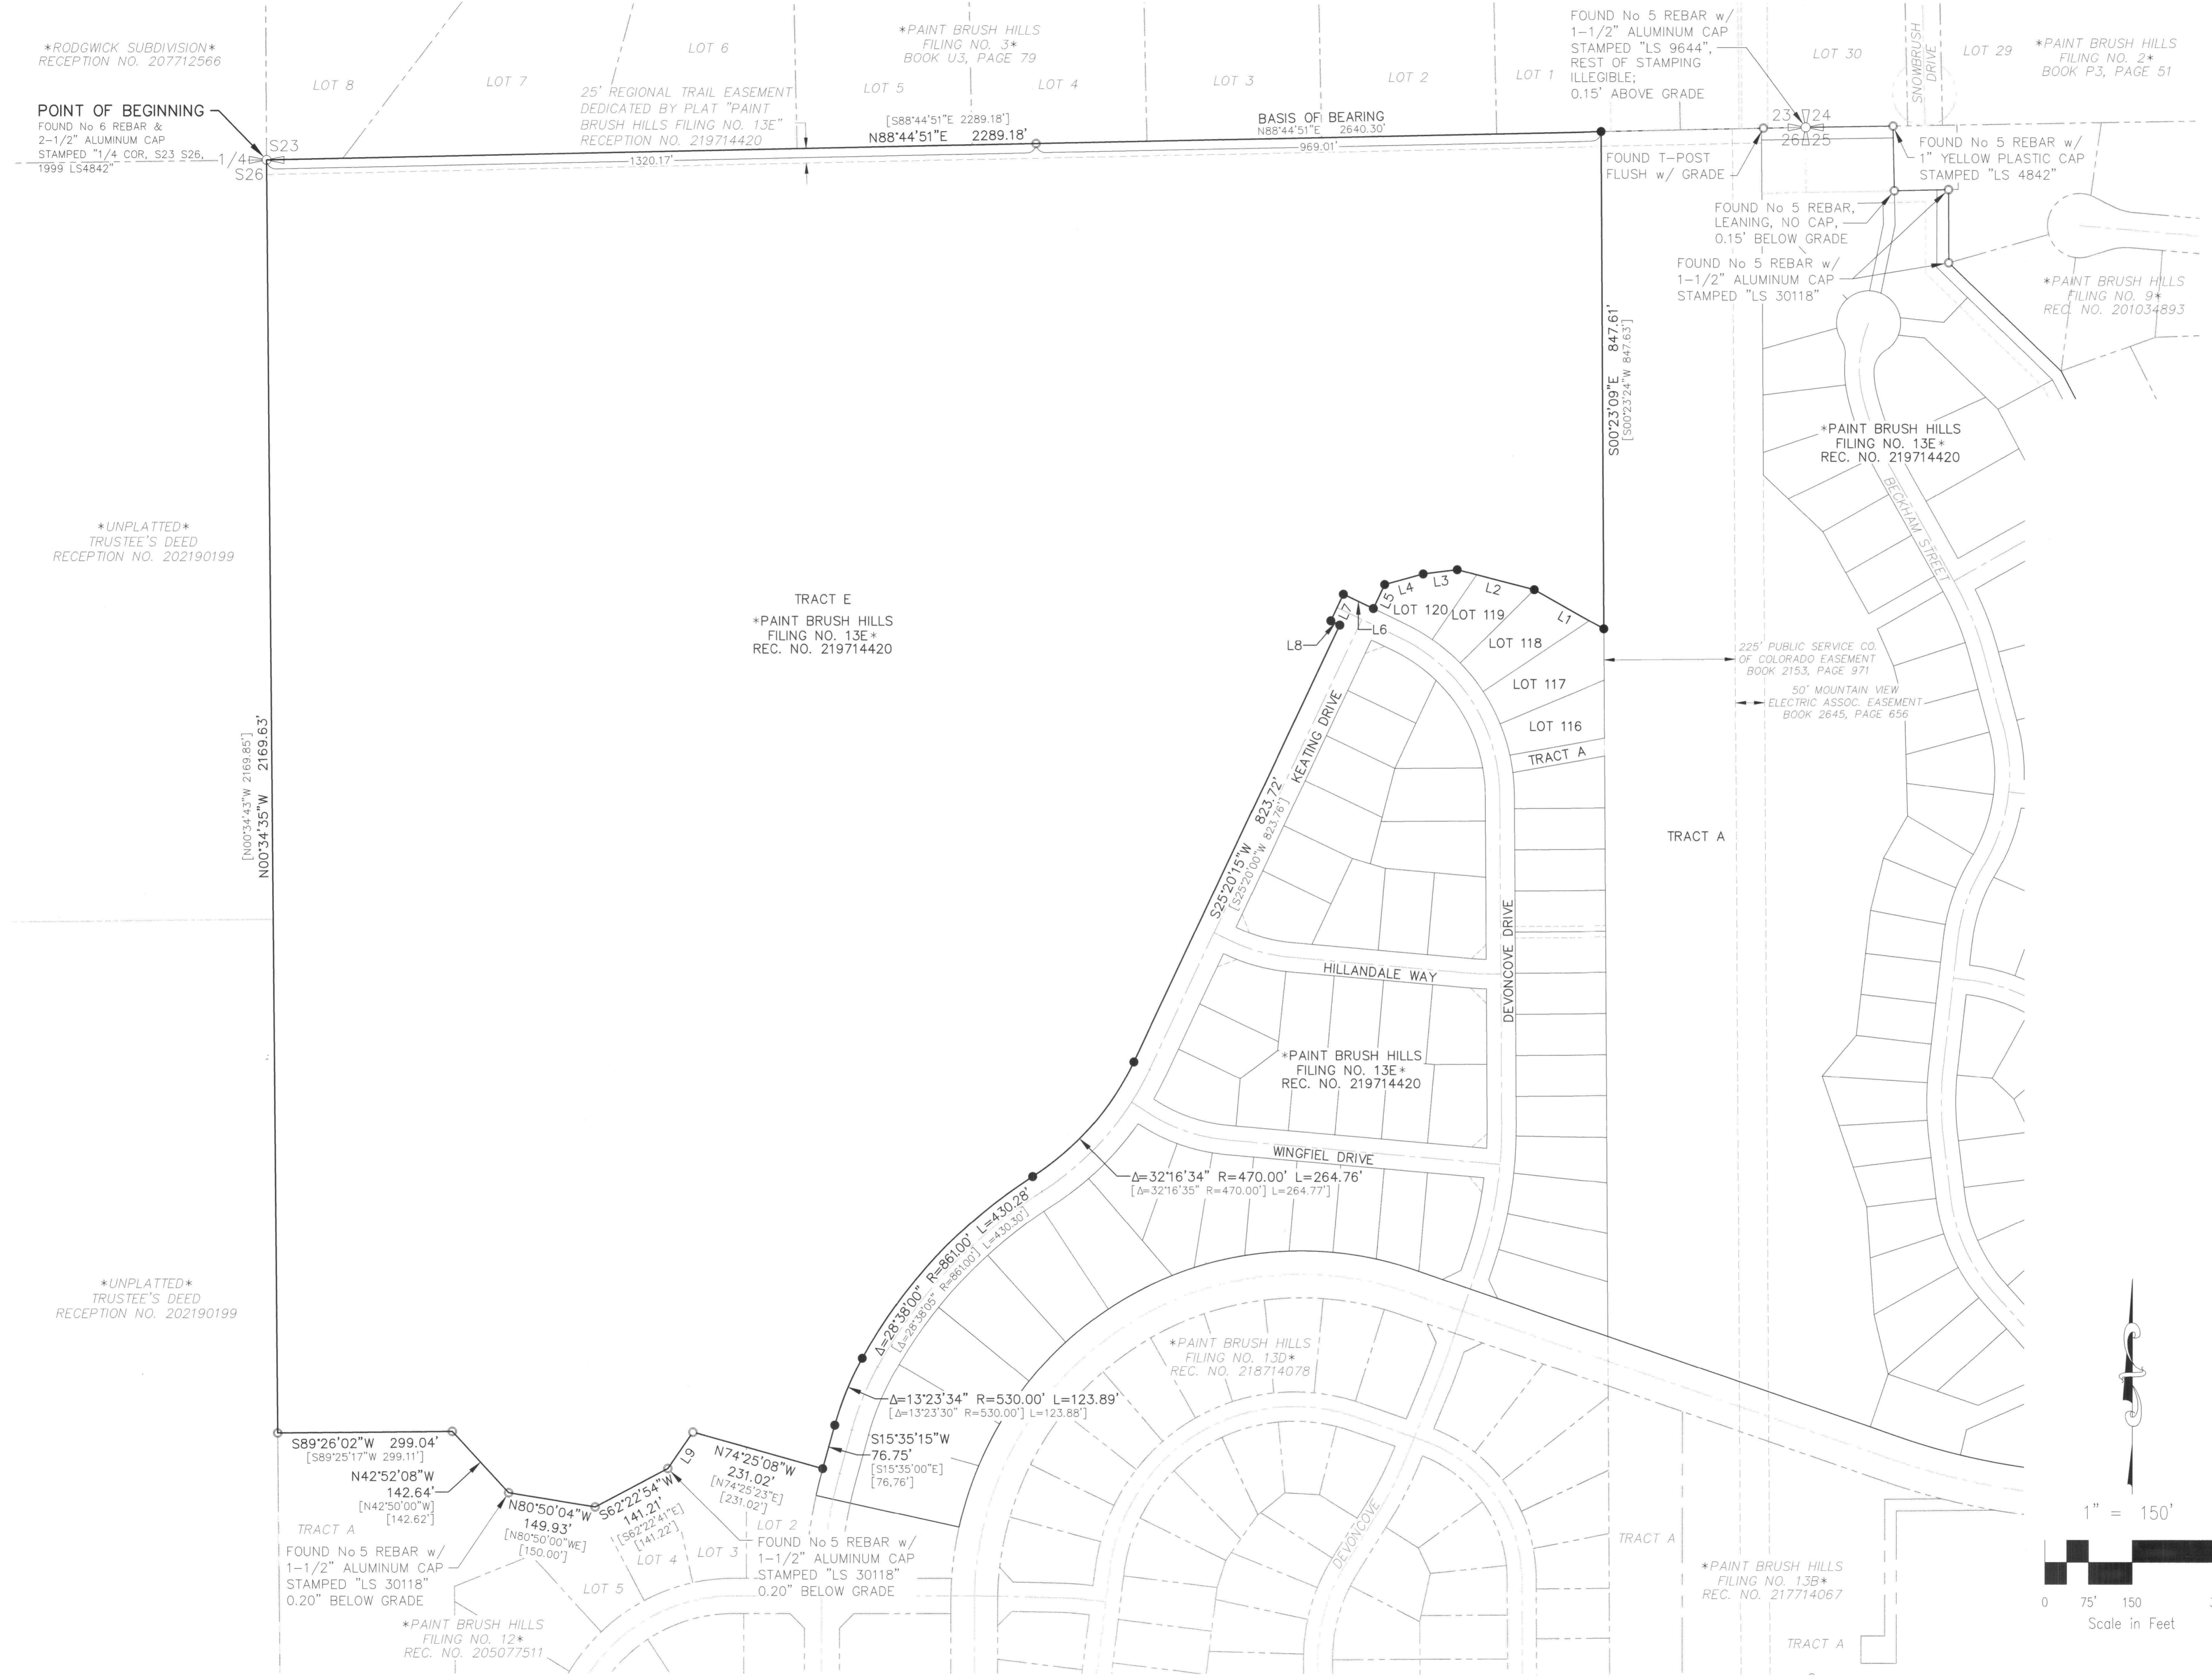 *RODGWICK SUBDIVISION*
RECEPTION NO. 207712566
POINT OF BEGINNING
FOUND No 6 REBAR &
2-1/2" ALUMINUM CAP
STAMPED "1/4 COR, S23 S26,
1999 LS4842"
1/4
S23
S26
LOT 8
LOT 7
LOT 6
25' REGIONAL TRAIL EASEMENT
DEDICATED BY PLAT "PAINT
BRUSH HILLS FILING NO. 13E"
RECEPTION NO. 219714420
*PAINT BRUSH HILLS
FILING NO. 3*
BOOK U3, PAGE 79
LOT 5
LOT 4
LOT 3
LOT 2
LOT 1
[S88°44'51"E 2289.18']
N88°44'51"E 2289.18'
1320.17'
BASIS OF BEARING
N88°44'51"E 2640.30'
969.01'
FOUND No 5 REBAR w/
1-1/2" ALUMINUM CAP
STAMPED "LS 9644",
REST OF STAMPING
ILLEGIBLE;
0.15' ABOVE GRADE
LOT 30
SNOWBRUSH
DRIVE
LOT 29
*PAINT BRUSH HILLS
FILING NO. 2*
BOOK P3, PAGE 51
23 24
26 25
FOUND T-POST
FLUSH w/ GRADE
FOUND No 5 REBAR w/
1" YELLOW PLASTIC CAP
STAMPED "LS 4842"
FOUND No 5 REBAR,
LEANING, NO CAP,
0.15' BELOW GRADE
FOUND No 5 REBAR w/
1-1/2" ALUMINUM CAP
STAMPED "LS 30118"
*PAINT BRUSH HILLS
FILING NO. 9*
REC. NO. 201034893
S00°23'09"E 847.61'
[S00°23'24"W 847.63']
*PAINT BRUSH HILLS
FILING NO. 13E*
REC. NO. 219714420
BECKHAM STREET
*UNPLATTED*
TRUSTEE'S DEED
RECEPTION NO. 202190199
TRACT E
*PAINT BRUSH HILLS
FILING NO. 13E*
REC. NO. 219714420
L8
L7
L6
L5
L4
L3
L2
L1
LOT 120
LOT 119
LOT 118
LOT 117
LOT 116
TRACT A
225' PUBLIC SERVICE CO.
OF COLORADO EASEMENT
BOOK 2153, PAGE 971
50' MOUNTAIN VIEW
ELECTRIC ASSOC. EASEMENT
BOOK 2645, PAGE 656
TRACT A
[N00°34'43"W 2169.85']
N00°34'35"W 2169.63'
S25°20'15"W 823.72'
[S25°20'00"W 823.76']
KEATING DRIVE
DEVONCOVE DRIVE
HILLANDALE WAY
*PAINT BRUSH HILLS
FILING NO. 13E*
REC. NO. 219714420
WINGFIEL DRIVE
Δ=32°16'34" R=470.00' L=264.76'
[Δ=32°16'35" R=470.00'] L=264.77']
Δ=28°38'00" R=861.00' L=430.28'
[Δ=28°38'05" R=861.00'] L=430.30']
*UNPLATTED*
TRUSTEE'S DEED
RECEPTION NO. 202190199
*PAINT BRUSH HILLS
FILING NO. 13D*
REC. NO. 218714078
Δ=13°23'34" R=530.00' L=123.89'
[Δ=13°23'30" R=530.00'] L=123.88']
S15°35'15"W
76.75'
[S15°35'00"E]
[76,76']
S89°26'02"W 299.04'
[S89°25'17"W 299.11']
N42°52'08"W
142.64'
[N42°50'00"W]
[142.62']
N80°50'04"W
149.93'
[N80°50'00"WE]
[150.00']
S62°22'54"W
141.21'
[S62°22'41"E]
[141.22']
L9
N74°25'08"W
231.02'
[N74°25'23"E]
[231.02']
TRACT A
FOUND No 5 REBAR w/
1-1/2" ALUMINUM CAP
STAMPED "LS 30118"
0.20" BELOW GRADE
LOT 5
LOT 4
LOT 3
LOT 2
FOUND No 5 REBAR w/
1-1/2" ALUMINUM CAP
STAMPED "LS 30118"
0.20" BELOW GRADE
*PAINT BRUSH HILLS
FILING NO. 12*
REC. NO. 205077511
DEVONCOVE
TRACT A
*PAINT BRUSH HILLS
FILING NO. 13B*
REC. NO. 217714067
TRACT A
1" = 150'
0 75' 150
Scale in Feet